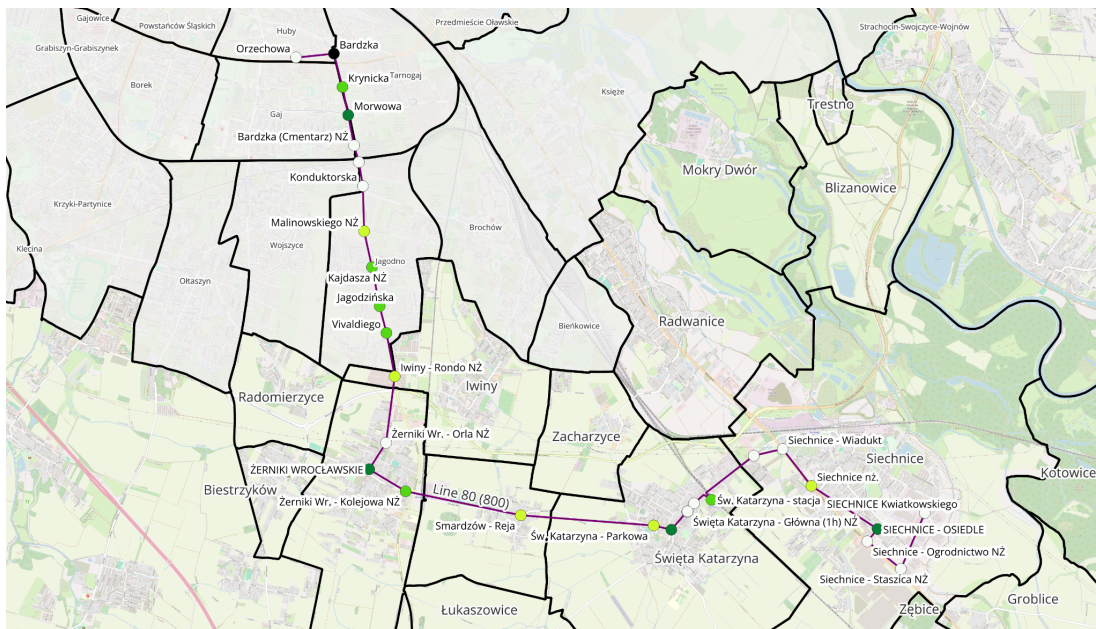 Gajowice
Powstańców Śląskich
Huby
Przedmieście Oławskie
Strachocin-Swojczyce-Wojnów
Grabiszyn-Grabiszynek
Orzechowa
Bardzka
Borek
Krynicka
Tarnogaj
Księże
Trestno
Gaj
Morwowa
Bardzka (Cmentarz) NŻ
Mokry Dwór
Konduktorska
Blizanowice
Krzyki-Partynice
Malinowskiego NŻ
Brochów
Klecina
Wojszyce
Jagodno
Kajdasza NŻ
Ołtaszyn
Jagodzińska
Vivaldiego
Bieńkowice
Radwanice
Iwiny - Rondo NŻ
Iwiny
Radomierzyce
Żerniki Wr. - Orla NŻ
Zacharzyce
Siechnice - Wiadukt
Siechnice
ŻERNIKI WROCŁAWSKIE
Kotowice
Siechnice nż.
Biestrzyków
Line 80 (800)
Żerniki Wr. - Kolejowa NŻ
Św. Katarzyna - stacja
SIECHNICE Kwiatkowskiego
Smardzów - Reja
Święta Katarzyna - Główna (1h) NŻ
SIECHNICE - OSIEDLE
Św. Katarzyna - Parkowa
Święta Katarzyna
Siechnice - Ogrodnictwo NŻ
Siechnice - Staszica NŻ
Łukaszowice
Zębice
Groblice